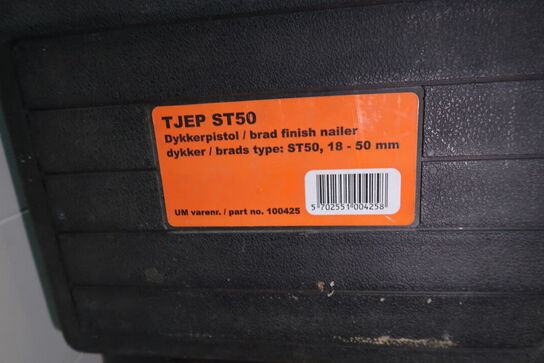 TJEP ST50
Dykkerpistol / brad finish nailer
dykker / brads type: ST50, 18 - 50 mm
UM varenr. / part no. 100425
5 702551 004258